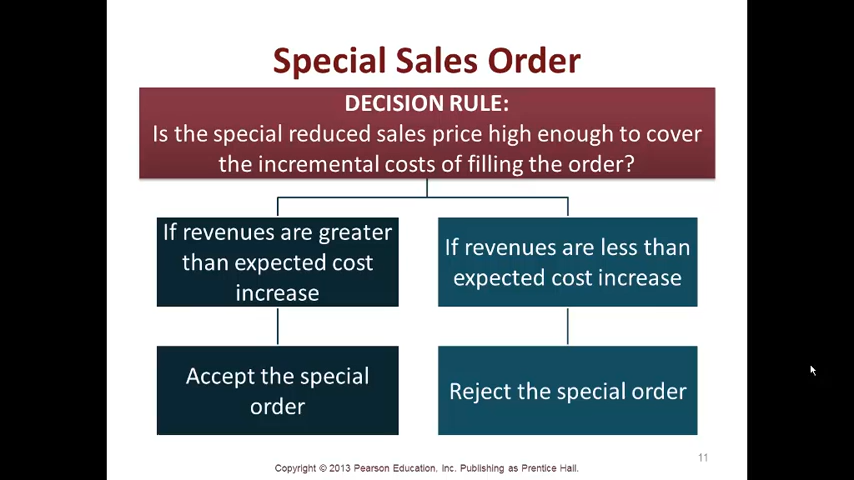 Special Sales Order
DECISION RULE:
Is the special reduced sales price high enough to cover
the incremental costs of filling the order?
If revenues are greater
than expected cost
increase
If revenues are less than
expected cost increase
Accept the special
order
Reject the special order
11
Copyright © 2013 Pearson Education, Inc. Publishing as Prentice Hall.